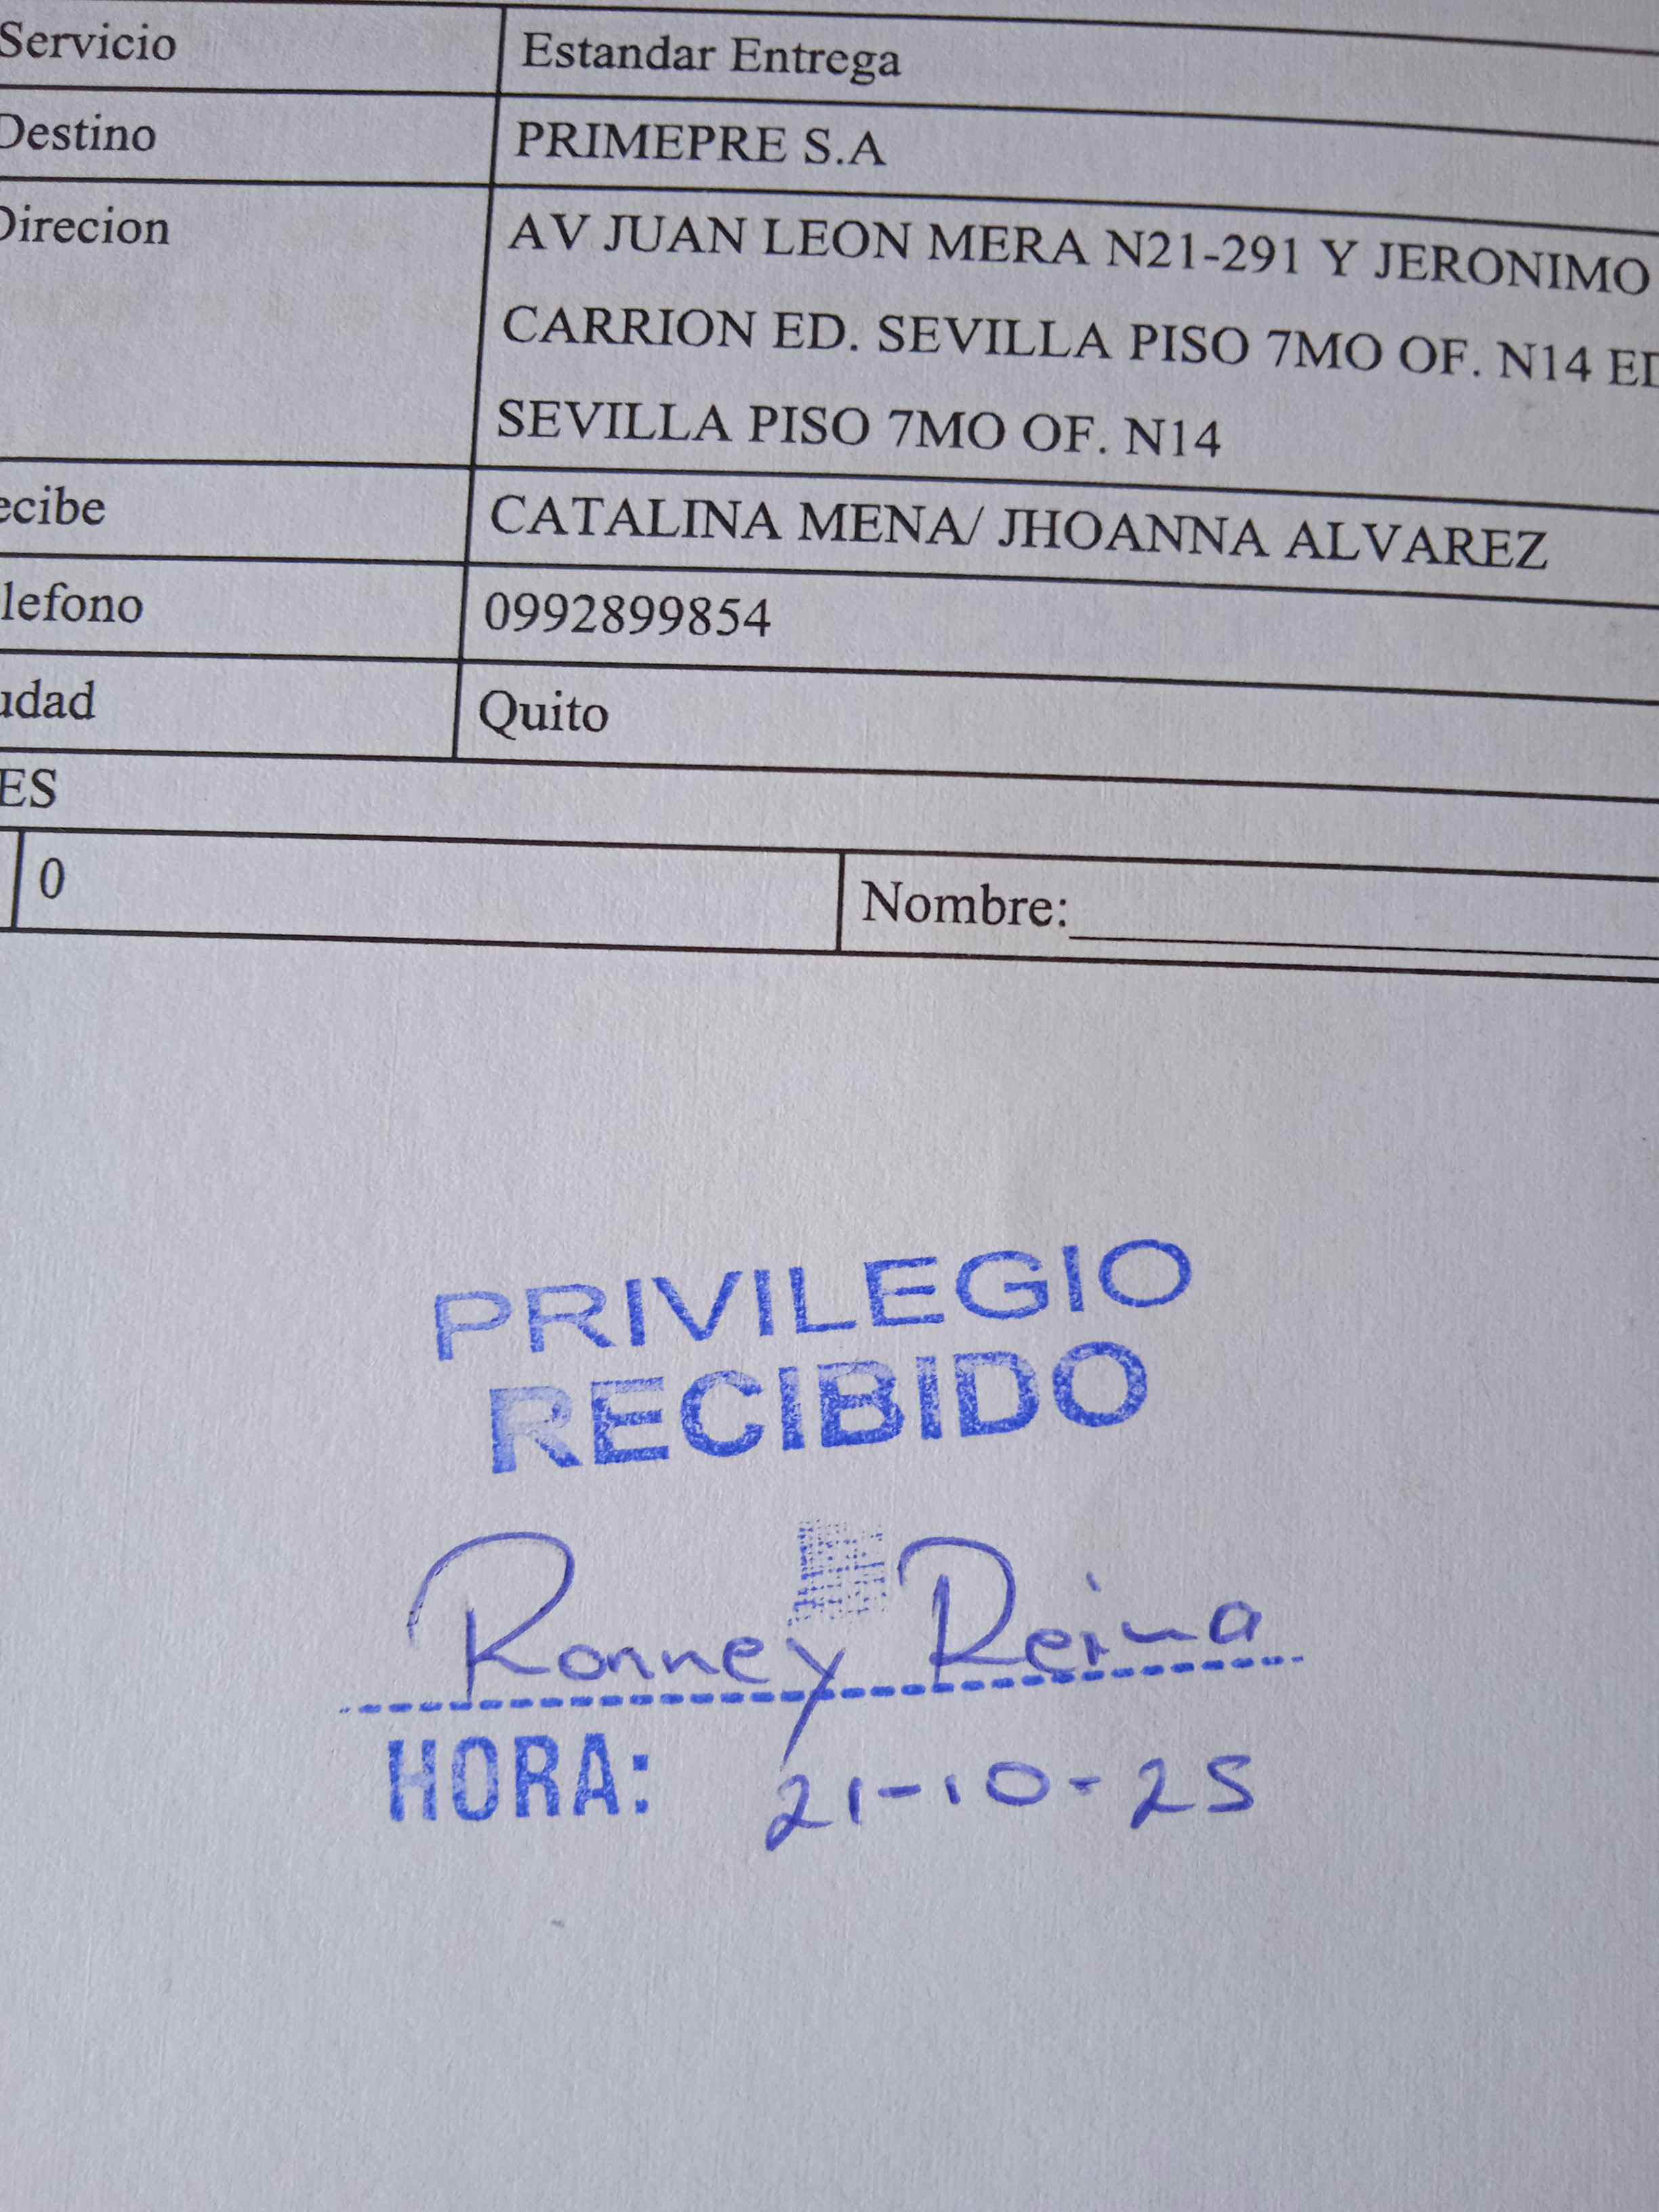 Servicio Estandar Entrega
Destino PRIMEPRE S.A
Direcion AV JUAN LEON MERA N21-291 Y JERONIMO
CARRION ED. SEVILLA PISO 7MO OF. N14 ED
SEVILLA PISO 7MO OF. N14
ecibe CATALINA MENA/ JHOANNA ALVAREZ
lefono 0992899854
udad Quito
ES
0 Nombre:
PRIVILEGIO
RECIBIDO
Ronney Reina
HORA: 21-10-25